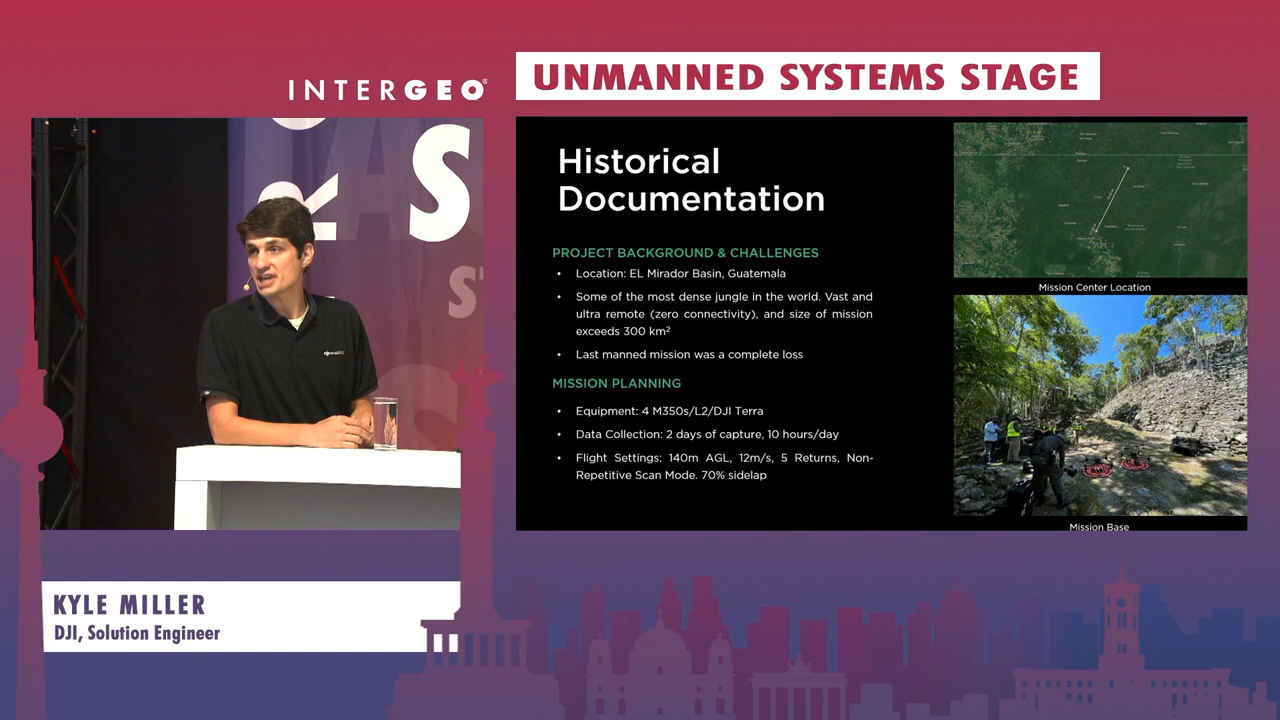 INTERGEO®
UNMANNED SYSTEMS STAGE
S
S
Historical
Documentation
PROJECT BACKGROUND & CHALLENGES
• Location: EL Mirador Basin, Guatemala
• Some of the most dense jungle in the world. Vast and
ultra remote (zero connectivity), and size of mission
exceeds 300 km²
• Last manned mission was a complete loss
MISSION PLANNING
• Equipment: 4 M350s/L2/DJI Terra
• Data Collection: 2 days of capture, 10 hours/day
• Flight Settings: 140m AGL, 12m/s, 5 Returns, Non-
Repetitive Scan Mode. 70% sidelap
Mission Center Location
Mission Base
KYLE MILLER
DJI, Solution Engineer